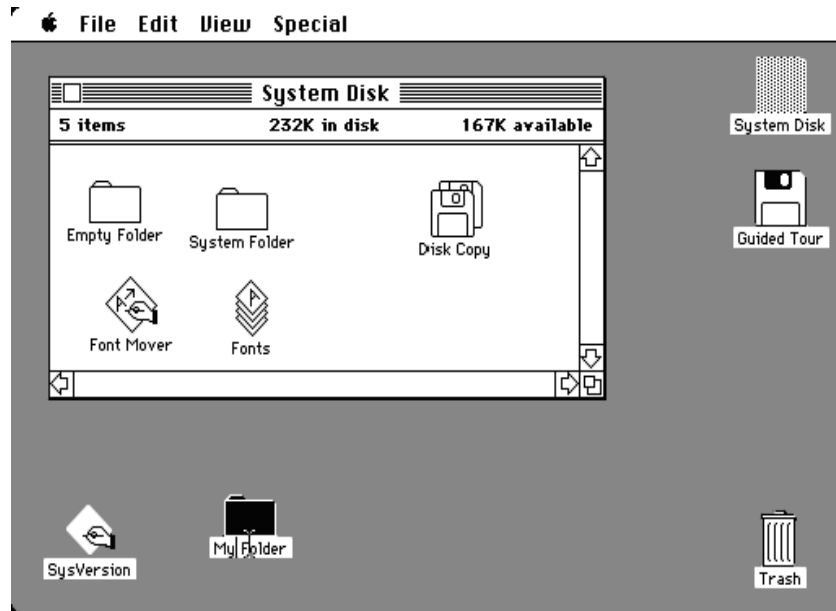 File Edit View Special
System Disk
5 items 232K in disk 167K available
System Disk
Empty Folder System Folder Disk Copy
Guided Tour
Font Mover Fonts
SysVersion My Folder Trash